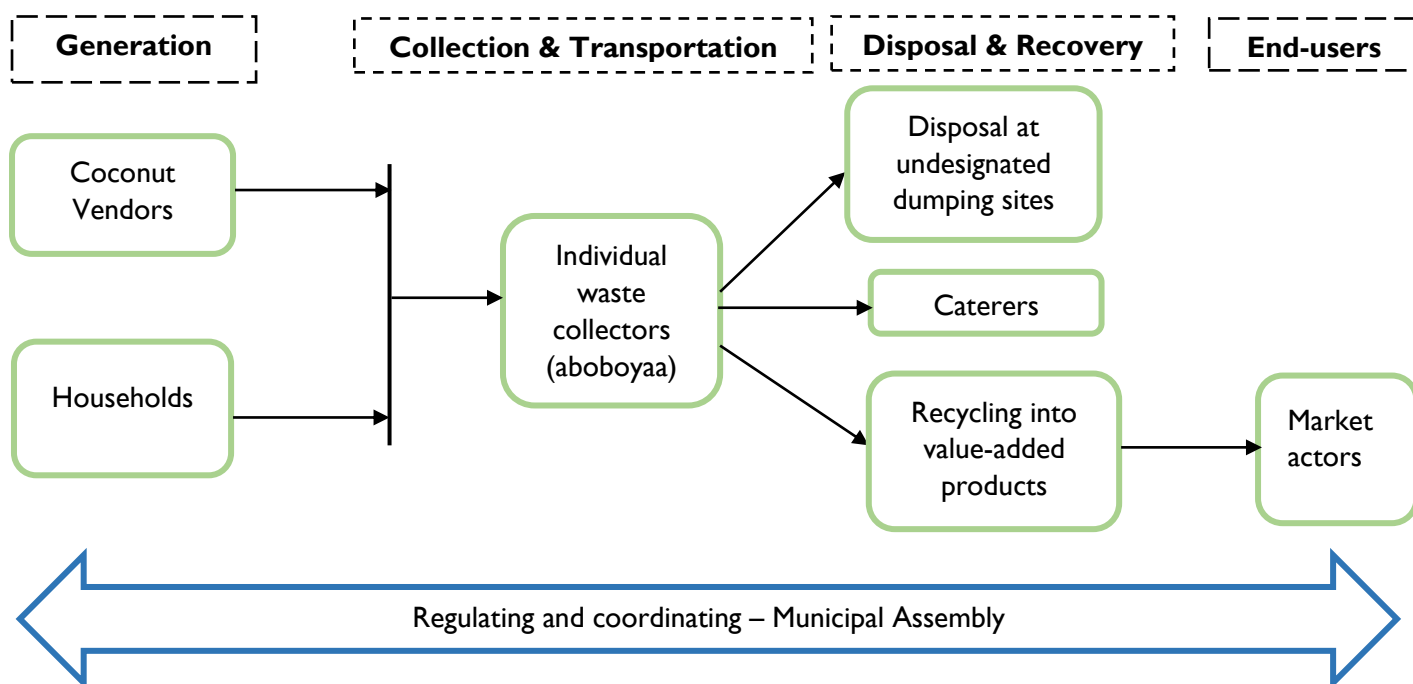 Generation
Collection & Transportation
Disposal & Recovery
End-users
Coconut
Vendors
Households
Individual
waste
collectors
(aboboyaa)
Disposal at
undesignated
dumping sites
Caterers
Recycling into
value-added
products
Market
actors
Regulating and coordinating – Municipal Assembly